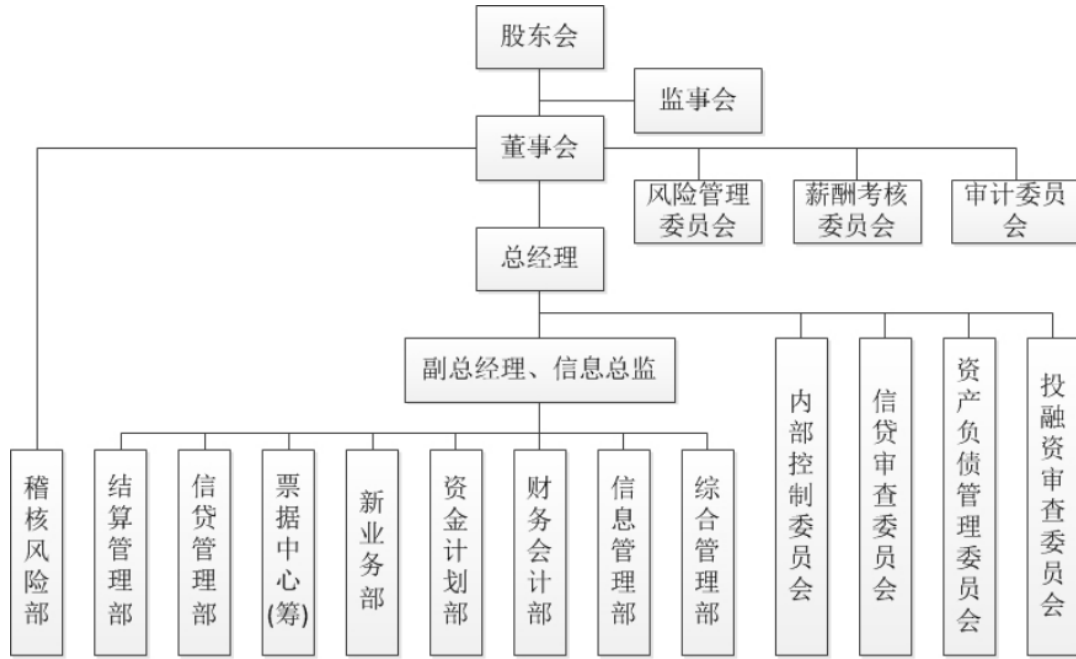 股东会
监事会
董事会
风险管理
委员会
薪酬考核
委员会
审计委员
会
总经理
副总经理、信息总监
内部控制委员会
信贷审查委员会
资产负债管理委员会
投融资审查委员会
稽核风险部
结算管理部
信贷管理部
票据中心(筹)
新业务部
资金计划部
财务会计部
信息管理部
综合管理部